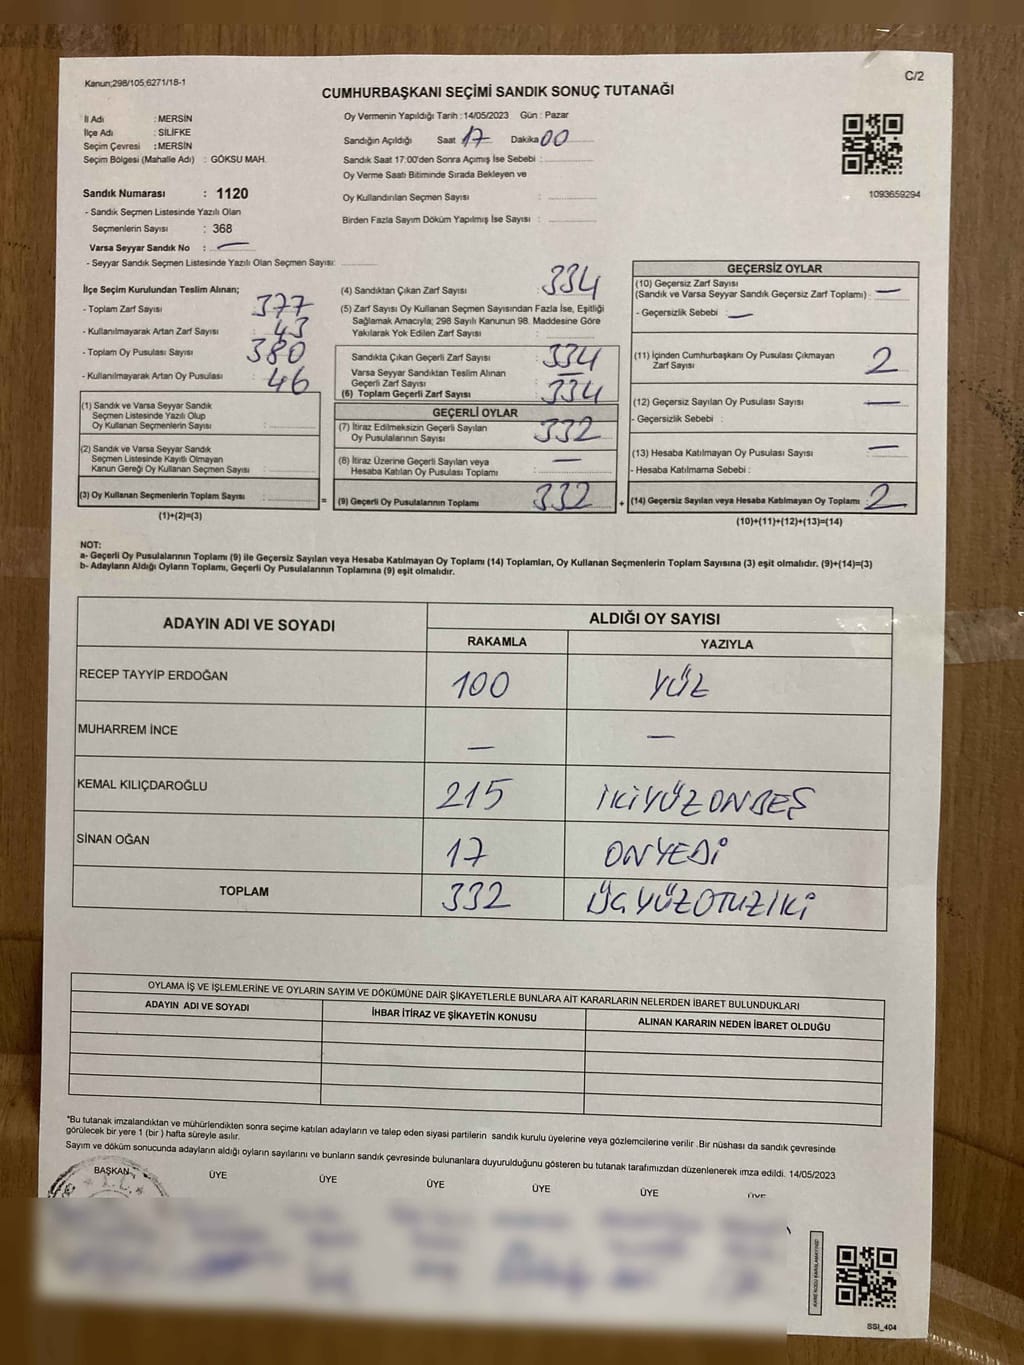 Kanun;298/105;6271/18-1
C/2
CUMHURBAŞKANI SEÇİMİ SANDIK SONUÇ TUTANAĞI
İl Adı : MERSİN
İlçe Adı : SİLİFKE
Seçim Çevresi : MERSİN
Seçim Bölgesi (Mahalle Adı) : GÖKSU MAH.
Sandık Numarası : 1120
- Sandık Seçmen Listesinde Yazılı Olan
Seçmenlerin Sayısı : 368
Varsa Seyyar Sandık No : —
- Seyyar Sandık Seçmen Listesinde Yazılı Olan Seçmen Sayısı:
Oy Vermenin Yapıldığı Tarih : 14/05/2023 Gün : Pazar
Sandığın Açıldığı Saat 17 Dakika 00
Sandık Saat 17:00'den Sonra Açımış İse Sebebi :
Oy Verme Saati Bitiminde Sırada Bekleyen ve
Oy Kullandırılan Seçmen Sayısı :
Birden Fazla Sayım Döküm Yapılmış İse Sayısı :
1093659294
İlçe Seçim Kurulundan Teslim Alınan;
- Toplam Zarf Sayısı : 377
- Kullanılmayarak Artan Zarf Sayısı : 43
- Toplam Oy Pusulası Sayısı : 380
- Kullanılmayarak Artan Oy Pusulası : 46
(1) Sandık ve Varsa Seyyar Sandık
Seçmen Listesinde Yazılı Olup
Oy Kullanan Seçmenlerin Sayısı :
(2) Sandık ve Varsa Seyyar Sandık
Seçmen Listesinde Kayıtlı Olmayan
Kanun Gereği Oy Kullanan Seçmen Sayısı :
(3) Oy Kullanan Seçmenlerin Toplam Sayısı :
(1)+(2)=(3)
(4) Sandıktan Çıkan Zarf Sayısı : 334
(5) Zarf Sayısı Oy Kullanan Seçmen Sayısından Fazla İse, Eşitliği
Sağlamak Amacıyla; 298 Sayılı Kanunun 98. Maddesine Göre
Yakılarak Yok Edilen Zarf Sayısı :
Sandıkta Çıkan Geçerli Zarf Sayısı : 334
Varsa Seyyar Sandıktan Teslim Alınan
Geçerli Zarf Sayısı : —
(6) Toplam Geçerli Zarf Sayısı : 334
GEÇERLİ OYLAR
(7) İtiraz Edilmeksizin Geçerli Sayılan
Oy Pusulalarının Sayısı : 332
(8) İtiraz Üzerine Geçerli Sayılan veya
Hesaba Katılan Oy Pusulası Toplamı : —
= (9) Geçerli Oy Pusulalarının Toplamı : 332
GEÇERSİZ OYLAR
(10) Geçersiz Zarf Sayısı
(Sandık ve Varsa Seyyar Sandık Geçersiz Zarf Toplamı) : —
- Geçersizlik Sebebi : —
(11) İçinden Cumhurbaşkanı Oy Pusulası Çıkmayan
Zarf Sayısı : 2
(12) Geçersiz Sayılan Oy Pusulası Sayısı : —
- Geçersizlik Sebebi :
(13) Hesaba Katılmayan Oy Pusulası Sayısı : —
- Hesaba Katılmama Sebebi :
+ (14) Geçersiz Sayılan veya Hesaba Katılmayan Oy Toplamı : 2
(10)+(11)+(12)+(13)=(14)
NOT:
a- Geçerli Oy Pusulalarının Toplamı (9) ile Geçersiz Sayılan veya Hesaba Katılmayan Oy Toplamı (14) Toplamları, Oy Kullanan Seçmenlerin Toplam Sayısına (3) eşit olmalıdır. (9)+(14)=(3)
b- Adayların Aldığı Oyların Toplamı, Geçerli Oy Pusulalarının Toplamına (9) eşit olmalıdır.
ADAYIN ADI VE SOYADI
ALDIĞI OY SAYISI
RAKAMLA YAZIYLA
RECEP TAYYİP ERDOĞAN 100 YÜZ
MUHARREM İNCE — —
KEMAL KILIÇDAROĞLU 215 İKİYÜZONBEŞ
SİNAN OĞAN 17 ONYEDİ
TOPLAM 332 ÜÇYÜZOTUZİKİ
OYLAMA İŞ VE İŞLEMLERİNE VE OYLARIN SAYIM VE DÖKÜMÜNE DAİR ŞİKAYETLERLE BUNLARA AİT KARARLARIN NELERDEN İBARET BULUNDUKLARI
ADAYIN ADI VE SOYADI İHBAR İTİRAZ VE ŞİKAYETİN KONUSU ALINAN KARARIN NEDEN İBARET OLDUĞU
*Bu tutanak imzalandıktan ve mühürlendikten sonra seçime katılan adayların ve talep eden siyasi partilerin sandık kurulu üyelerine veya gözlemcilerine verilir .Bir nüshası da sandık çevresinde
görülecek bir yere 1 (bir ) hafta süreyle asılır.
Sayım ve döküm sonucunda adayların aldığı oyların sayılarını ve bunların sandık çevresinde bulunanlara duyurulduğunu gösteren bu tutanak tarafımızdan düzenlenerek imza edildi. 14/05/2023
BAŞKAN ÜYE ÜYE ÜYE ÜYE ÜYE ÜYE
T.C.
SSI_404